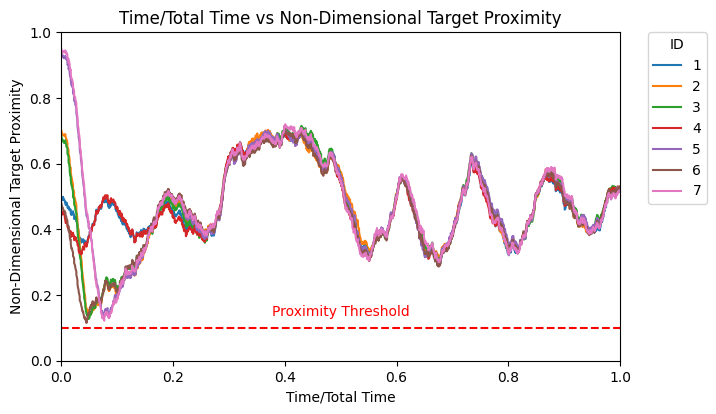 Time/Total Time vs Non-Dimensional Target Proximity
Non-Dimensional Target Proximity
1.0
0.8
0.6
0.4
0.2
0.0
Proximity Threshold
0.0 0.2 0.4 0.6 0.8 1.0
Time/Total Time
ID
1
2
3
4
5
6
7